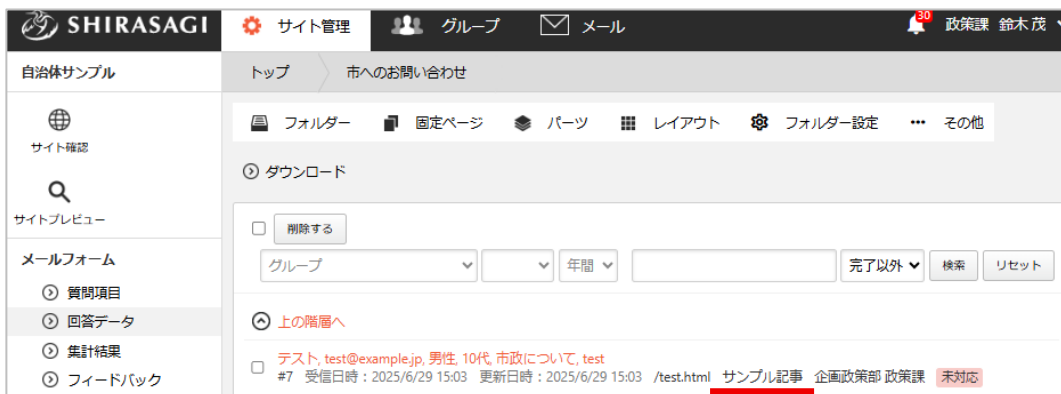 SHIRASAGI サイト管理 グループ メール 30 政策課 鈴木 茂
自治体サンプル トップ 市へのお問い合わせ
フォルダー 固定ページ パーツ レイアウト フォルダー設定 ••• その他
サイト確認
ダウンロード
サイトプレビュー
削除する
メールフォーム
グループ 年間 完了以外 検索 リセット
質問項目
回答データ
上の階層へ
集計結果
テスト, test@example.jp, 男性, 10代, 市政について, test
#7 受信日時:2025/6/29 15:03 更新日時:2025/6/29 15:03 /test.html サンプル記事 企画政策部 政策課 未対応
フィードバック